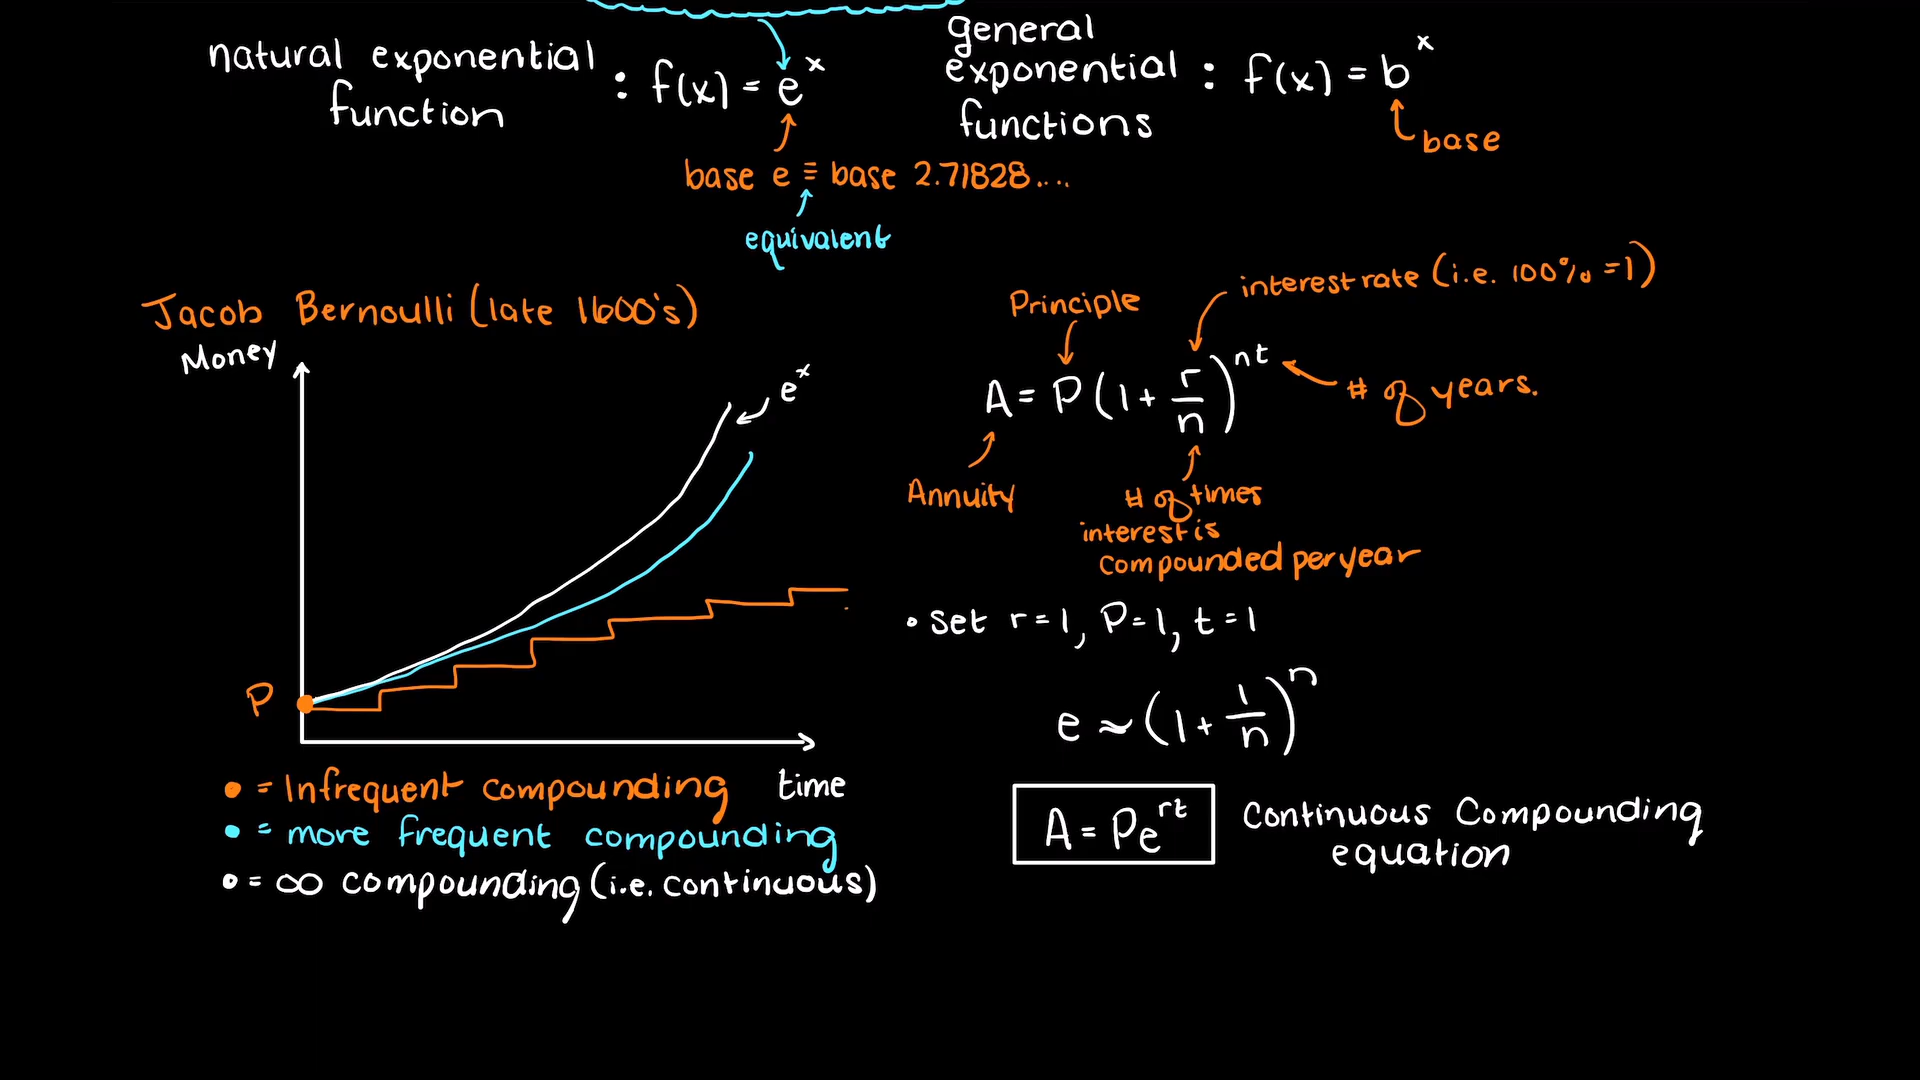 natural exponential function : f(x) = e^x
base e ≡ base 2.71828....
equivalent
general exponential functions : f(x) = b^x
base
Jacob Bernoulli (late 1600's)
Money
e^x
P
time
• = Infrequent compounding
• = more frequent compounding
• = ∞ compounding (i.e. continuous)
Principle
interest rate (i.e. 100% = 1)
A = P(1 + r/n)^nt
# of years.
Annuity
# of times
interest is
compounded per year
• set r = 1, P = 1, t = 1
e ≈ (1 + 1/n)^n
A = Pe^rt
Continuous Compounding
equation